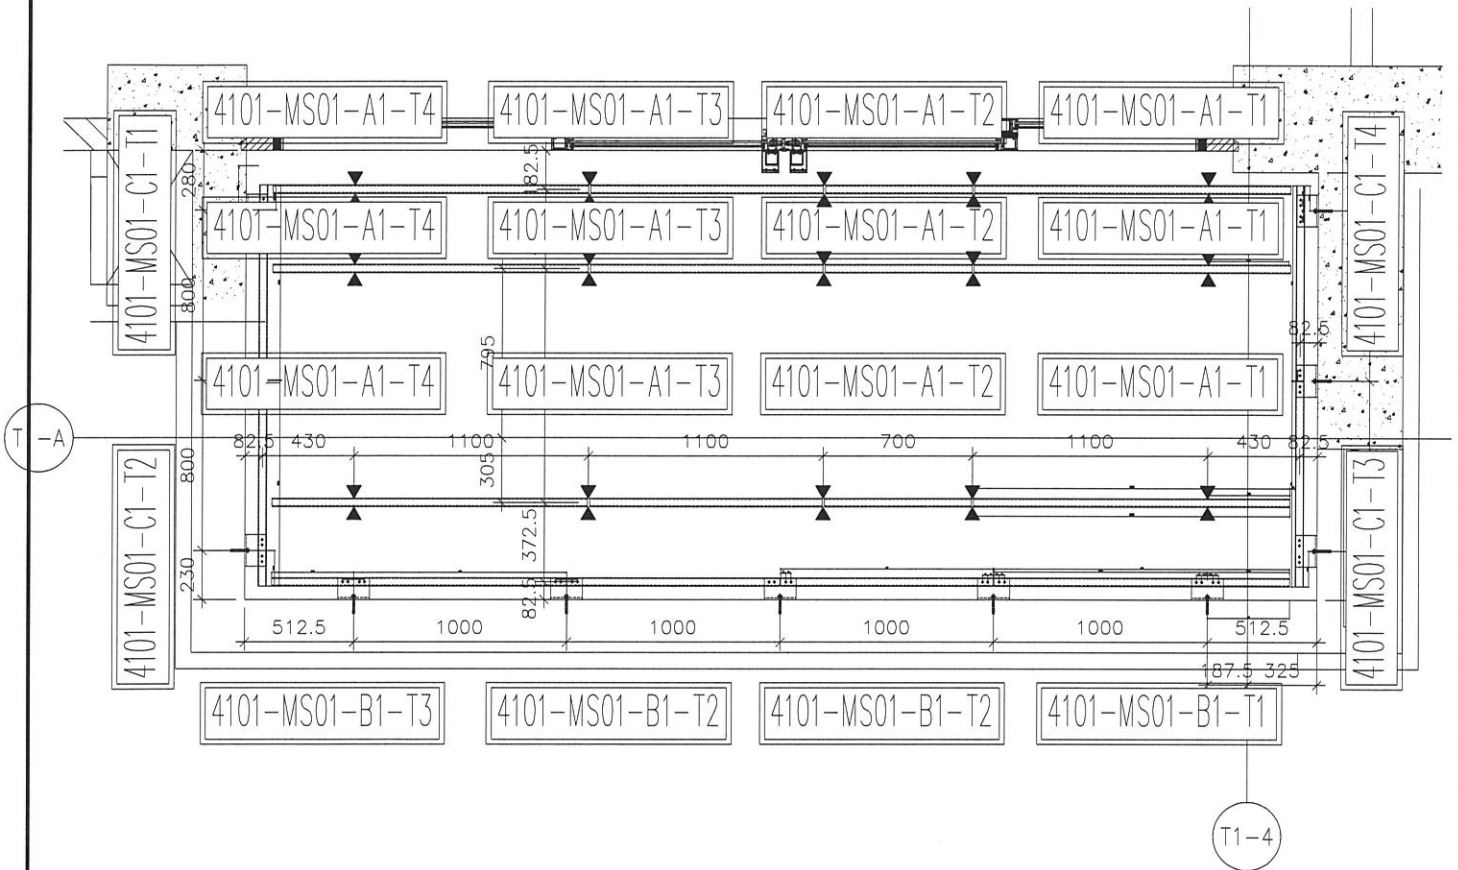 4101-MS01-A1-T4
4101-MS01-A1-T3
4101-MS01-A1-T2
4101-MS01-A1-T1
4101-MS01-C1-T1
4101-MS01-C1-T4
280
82.5
4101-MS01-A1-T4
4101-MS01-A1-T3
4101-MS01-A1-T2
4101-MS01-A1-T1
800
82.5
795
4101-MS01-A1-T4
4101-MS01-A1-T3
4101-MS01-A1-T2
4101-MS01-A1-T1
82.5 430 1100 1100 700 1100 430 82.5
800
305
4101-MS01-C1-T2
4101-MS01-C1-T3
372.5
230
82.5
512.5 1000 1000 1000 1000 512.5
187.5 325
4101-MS01-B1-T3
4101-MS01-B1-T2
4101-MS01-B1-T2
4101-MS01-B1-T1
T1-4